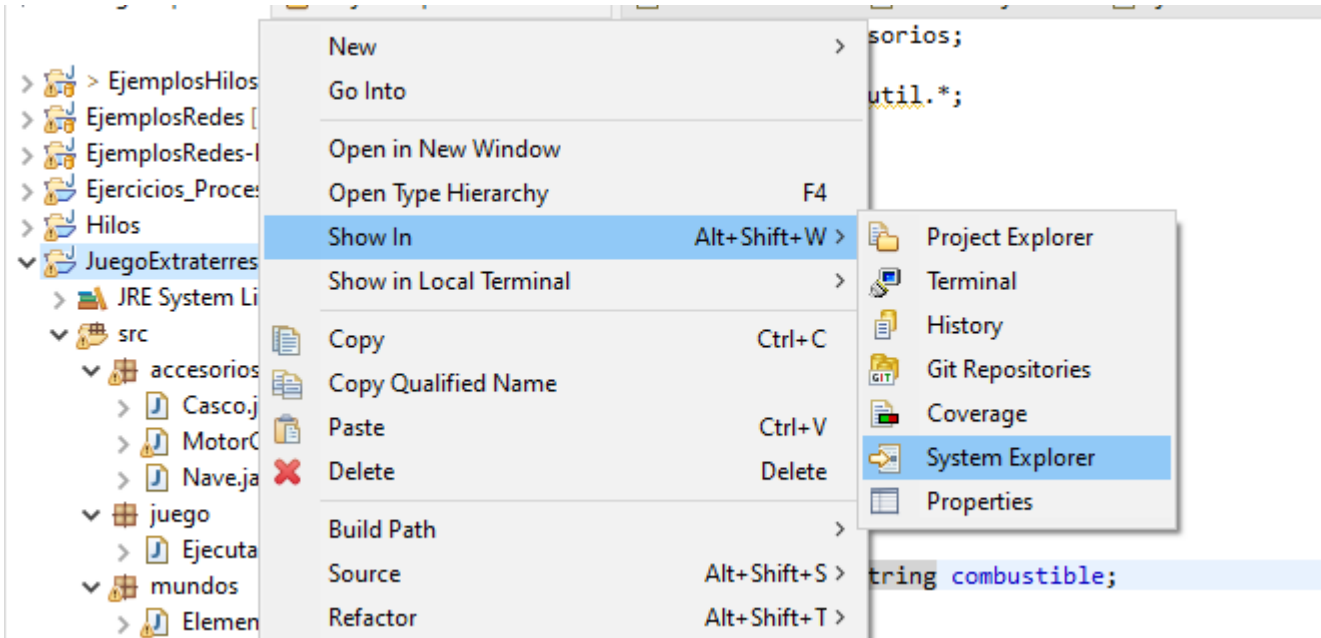 New
sorios;
> EjemplosHilos
Go Into
util.*;
EjemplosRedes [
EjemplosRedes-
Open in New Window
Ejercicios_Proces
Open Type Hierarchy F4
Hilos
Show In Alt+Shift+W >
Project Explorer
JuegoExtraterres
Show in Local Terminal
Terminal
JRE System Li
History
src
Copy Ctrl+C
Git Repositories
accesorios
Copy Qualified Name
Coverage
Casco.j
Paste Ctrl+V
System Explorer
MotorC
Delete Delete
Properties
Nave.ja
juego
Build Path
Ejecuta
Source Alt+Shift+S >
tring combustible;
mundos
Refactor Alt+Shift+T >
Elemen